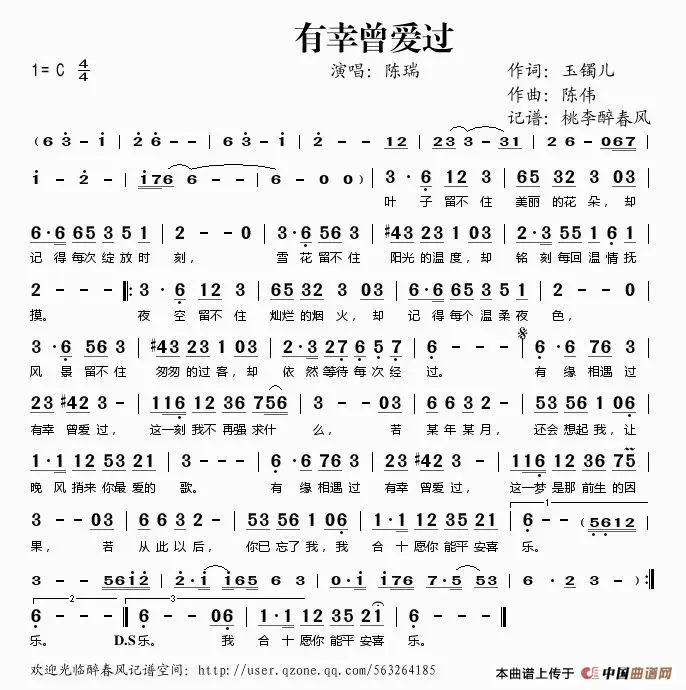 有幸曾爱过
1= C 4/4
演唱：陈瑞
作词：玉镯儿
作曲：陈伟
记谱：桃李醉春风
( 6 3 - i | 2 6 - - | 6 3 - i | 2 - - 12 | 23 3 - 31 | 2 6 - 067 |
i - 2 - | i76 6 - - | 6 - 0 0 ) | 3 · 6 12 3 | 65 32 3 03 |
叶 子 留不 住 美丽 的花 朵，却
6·6 65 3 5 1 | 2 - - 0 | 3·6 56 3 | #43 23 1 03 | 2·3 27 6 5 |
记 得 每次 绽 放 时 刻， 雪 花 留不 住 阳光 的温 度，却 铭 刻 每回 温 情 抚
2 - - ‖: 3 · 6 12 3 | 65 32 3 03 | 6·6 65 3 5 1 | 2 - - 0 |
摸。 夜 空 留不 住 灿烂 的烟 火，却 记 得 每个 温 柔 夜 色，
3 · 6 56 3 | #43 23 1 03 | 2·3 27 6 5 7 | 6 - - - | 6 · 6 76 3 |
风 景 留不 住 匆匆 的过 客，却 依 然 等待 每 次 经 过。 有 缘 相遇 过
23 #42 3 - | 116 12 36 756 | 3 - - 03 | 6 6 3 2 - | 53 56 1 06 |
有幸 曾爱 过， 这一刻 我不 再强 求什 么， 若 某 年 某 月， 还会 想起 我，让
1·1 12 53 21 | 3 - - - | 6 · 6 76 3 | 23 #42 3 - | 116 12 36 75 |
晚 风 捎来 你最 爱的 歌。 有 缘 相遇 过 有幸 曾爱 过， 这一梦 是那 前生 的因
1
3 - - 03 | 6 6 3 2 - | 53 56 1 06 | 1·1 12 35 21 | 6 - - (5612 |
果， 若 从 此 以 后， 你已 忘了 我，我 合 十 愿你 能平 安喜 乐。
3 - - 5612 | 2·i i65 6 3 | 3 - - - | 0i i76 7·5 53 | 6 - - - ) :‖
2 3
6 - - - | 6 - - 06 | 1·1 12 35 21 | 6 - - - ‖
乐。 D.S乐。 我 合 十 愿你 能平 安喜 乐。
欢迎光临醉春风记谱空间：http://user.qzone.qq.com/563264185
本曲谱上传于 中国曲谱网